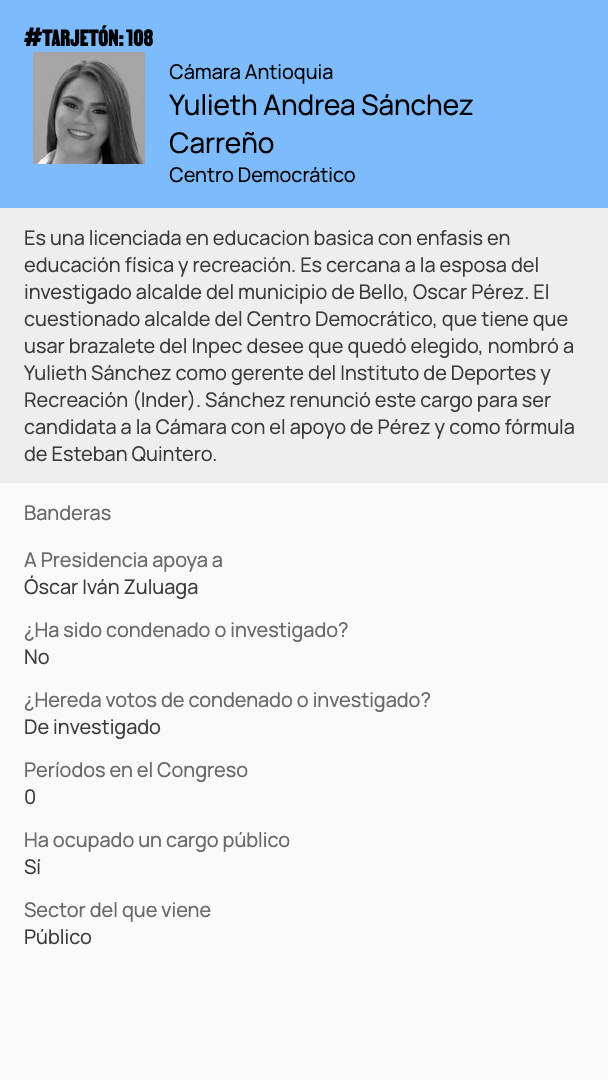 #TARJETÓN: 108
Cámara Antioquia
Yulieth Andrea Sánchez
Carreño
Centro Democrático
Es una licenciada en educacion basica con enfasis en
educación física y recreación. Es cercana a la esposa del
investigado alcalde del municipio de Bello, Oscar Pérez. El
cuestionado alcalde del Centro Democrático, que tiene que
usar brazalete del Inpec desee que quedó elegido, nombró a
Yulieth Sánchez como gerente del Instituto de Deportes y
Recreación (Inder). Sánchez renunció este cargo para ser
candidata a la Cámara con el apoyo de Pérez y como fórmula
de Esteban Quintero.
Banderas
A Presidencia apoya a
Óscar Iván Zuluaga
¿Ha sido condenado o investigado?
No
¿Hereda votos de condenado o investigado?
De investigado
Períodos en el Congreso
0
Ha ocupado un cargo público
Sí
Sector del que viene
Público